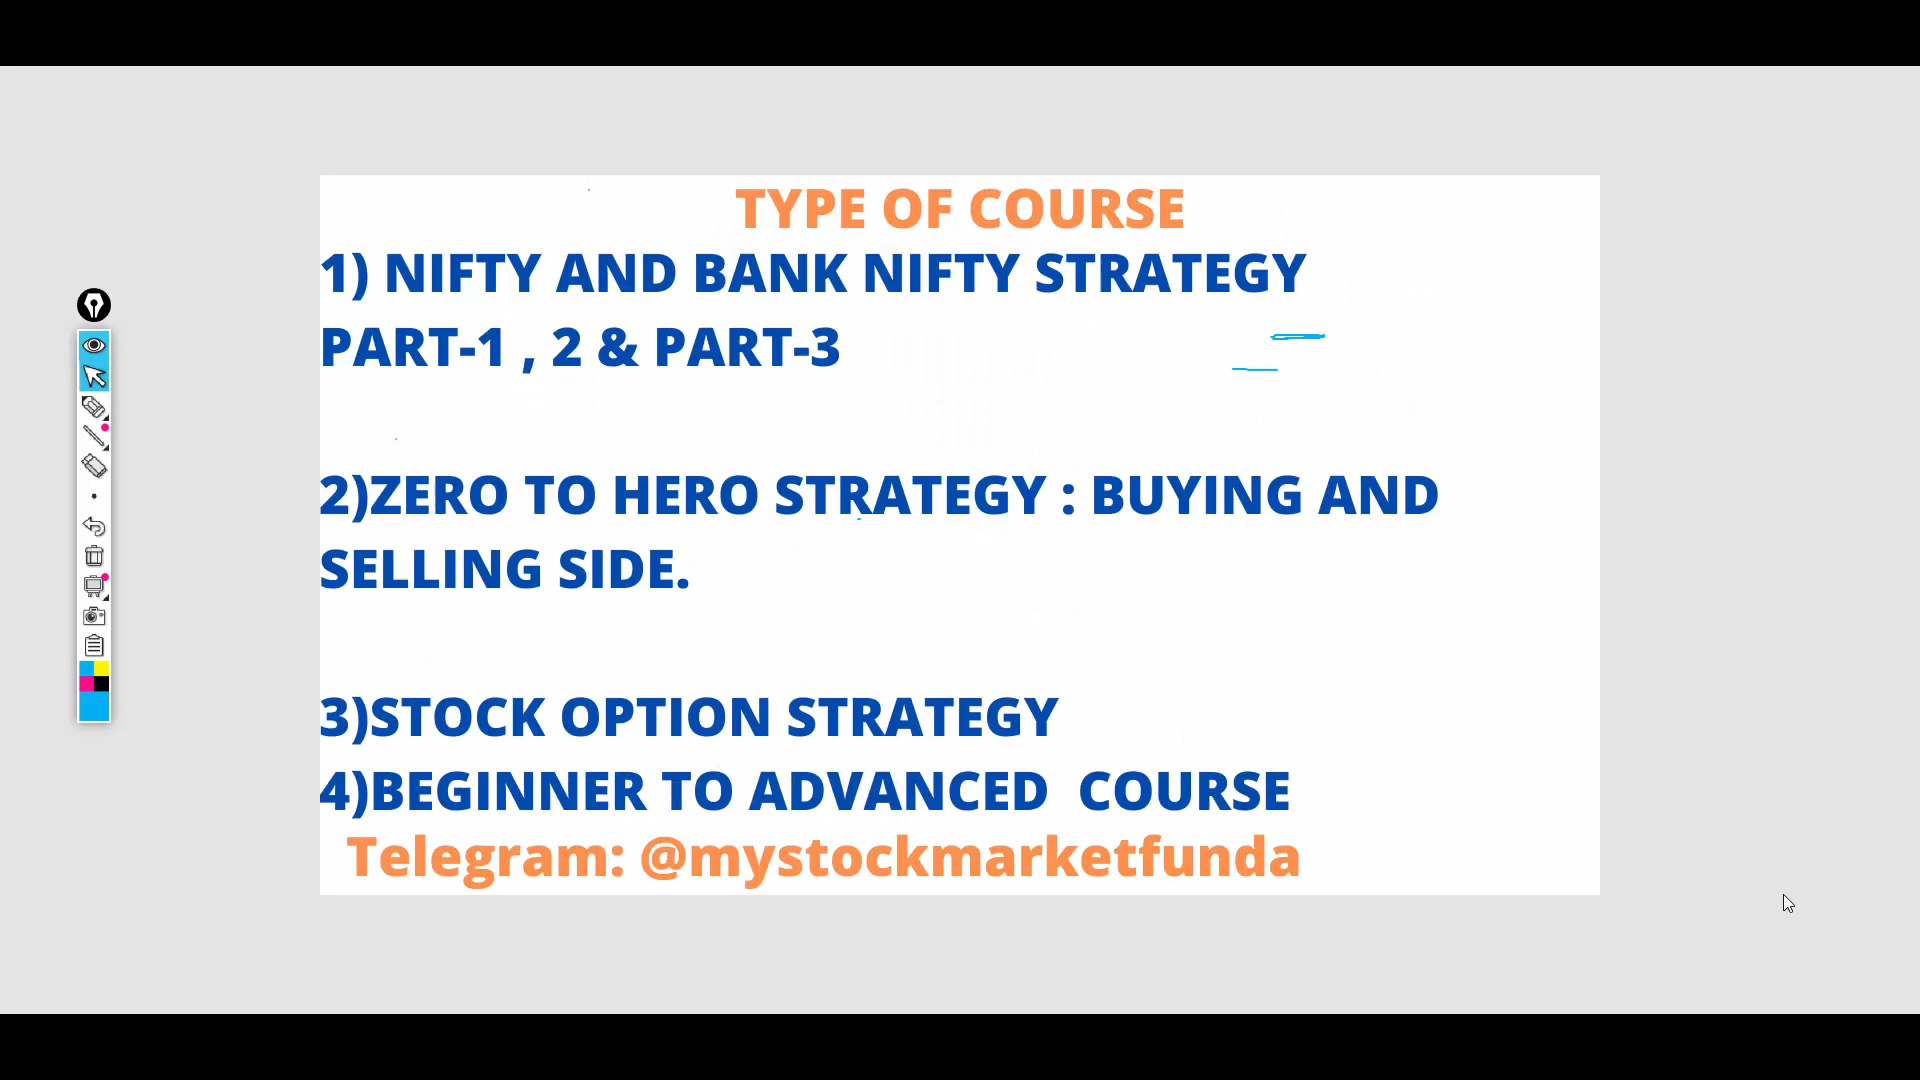 TYPE OF COURSE
1) NIFTY AND BANK NIFTY STRATEGY
PART-1 , 2 & PART-3
2)ZERO TO HERO STRATEGY : BUYING AND
SELLING SIDE.
3)STOCK OPTION STRATEGY
4)BEGINNER TO ADVANCED  COURSE
Telegram: @mystockmarketfunda